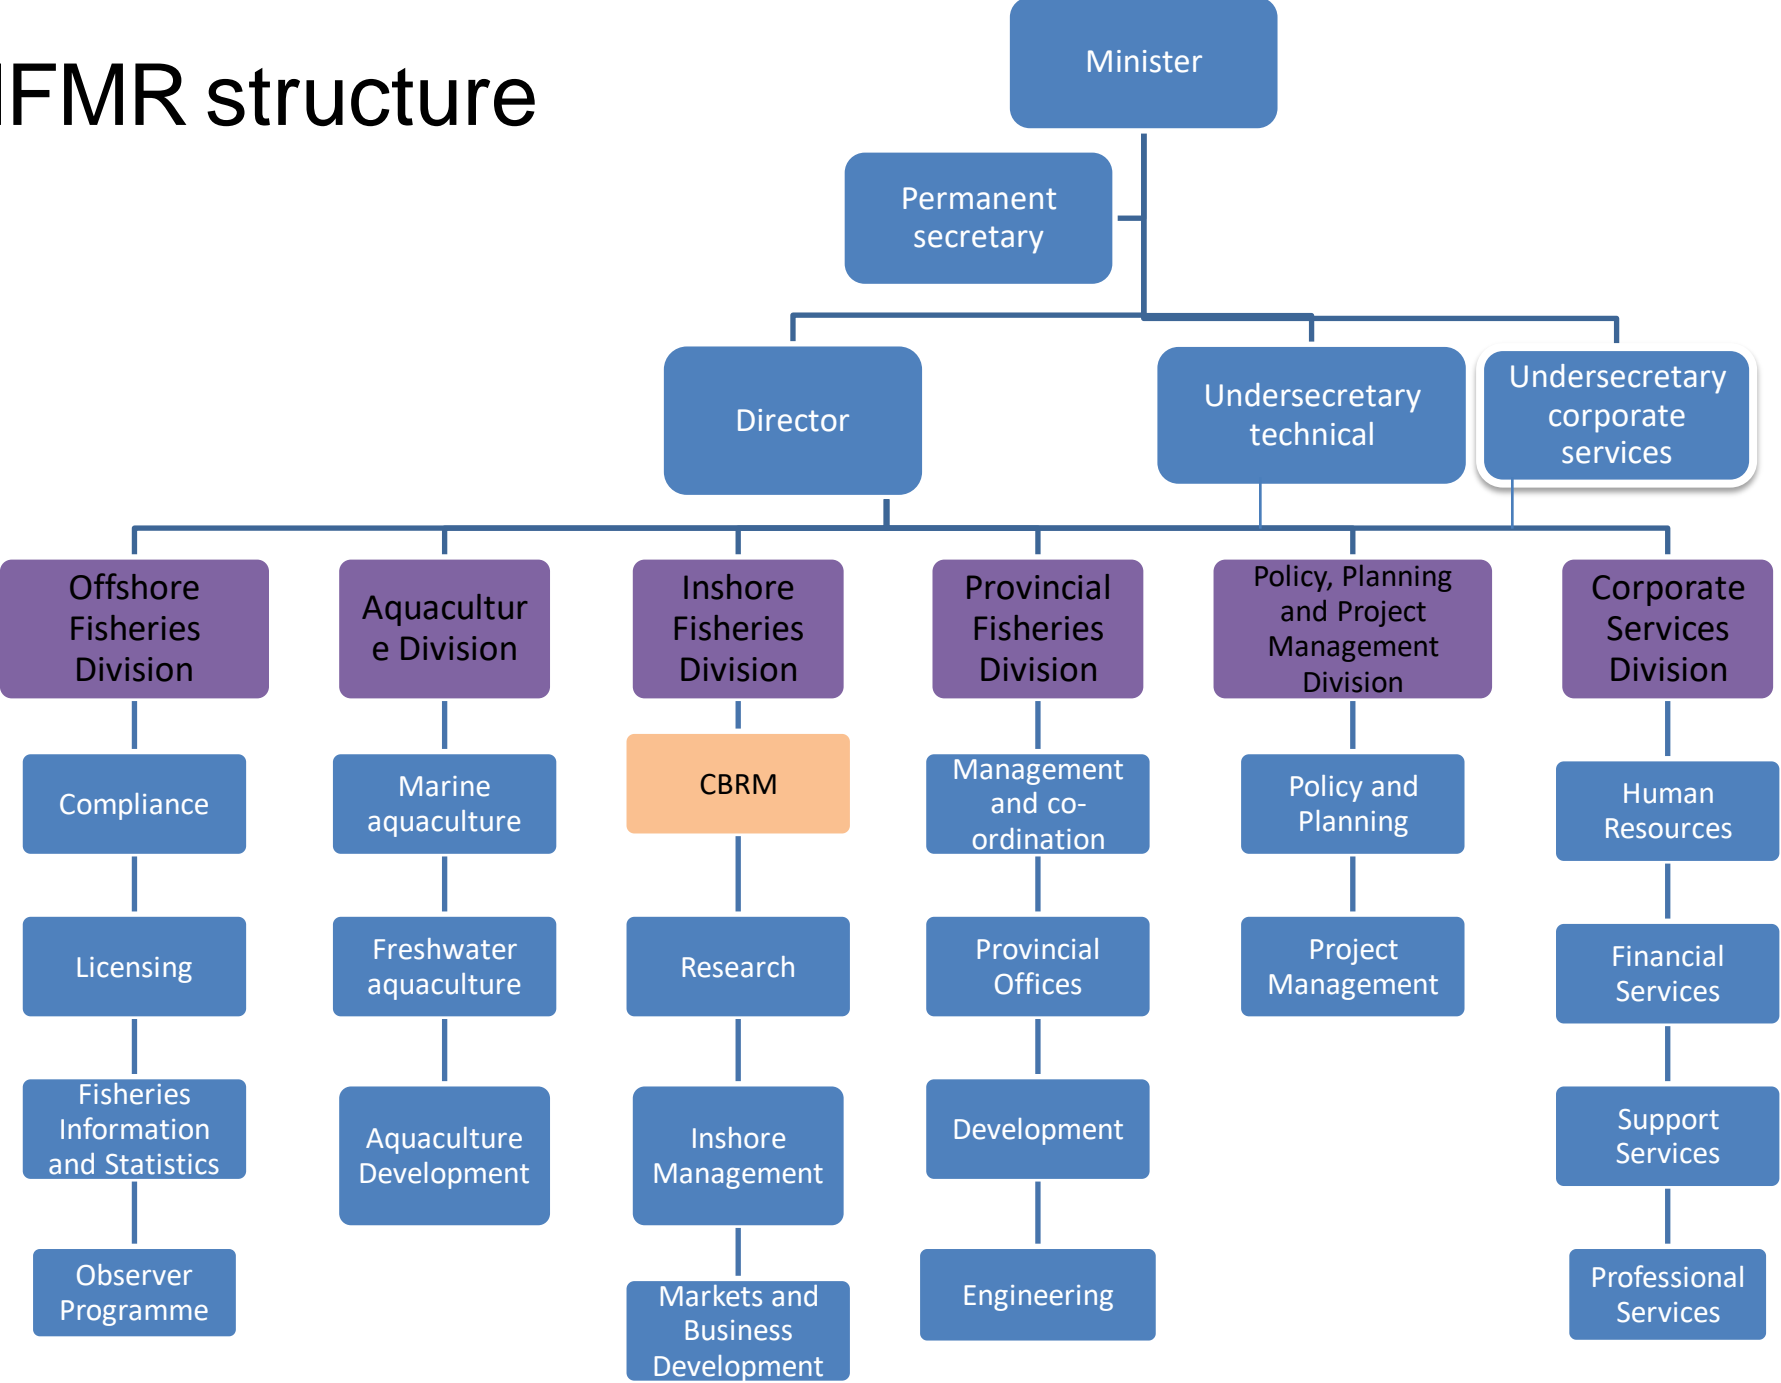 FMR structure
Minister
Permanent
secretary
Director
Undersecretary
technical
Undersecretary
corporate
services
Offshore
Fisheries
Division
Aquacultur
e Division
Inshore
Fisheries
Division
Provincial
Fisheries
Division
Policy, Planning
and Project
Management
Division
Corporate
Services
Division
Compliance
Licensing
Fisheries
Information
and Statistics
Observer
Programme
Marine
aquaculture
Freshwater
aquaculture
Aquaculture
Development
CBRM
Research
Inshore
Management
Markets and
Business
Development
Management
and co-
ordination
Provincial
Offices
Development
Engineering
Policy and
Planning
Project
Management
Human
Resources
Financial
Services
Support
Services
Professional
Services